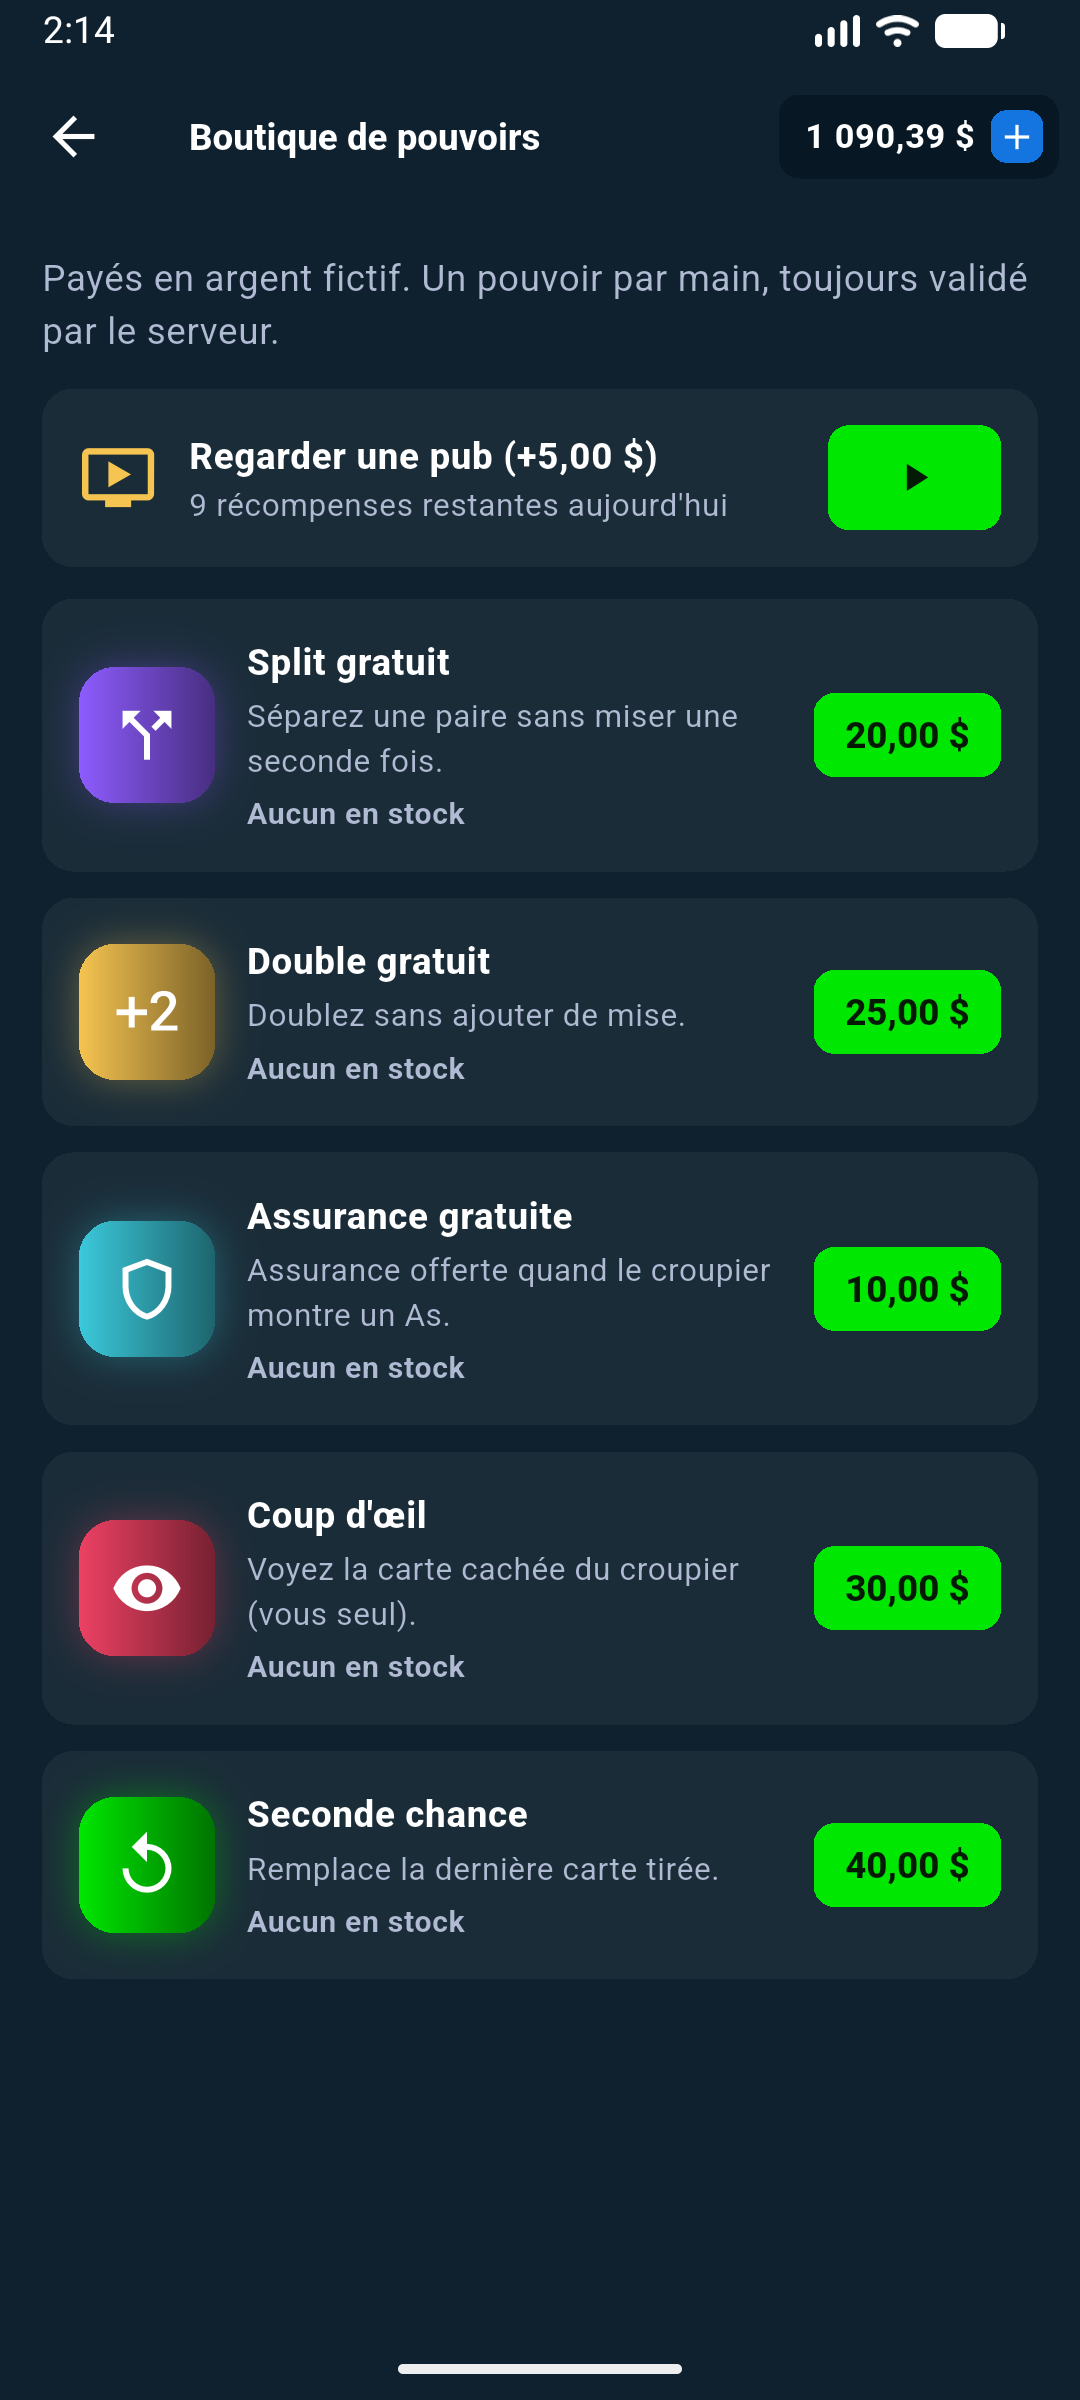 2:14
Boutique de pouvoirs
1 090,39 $
Payés en argent fictif. Un pouvoir par main, toujours validé
par le serveur.
Regarder une pub (+5,00 $)
9 récompenses restantes aujourd'hui
Split gratuit
Séparez une paire sans miser une
seconde fois.
Aucun en stock
20,00 $
+2
Double gratuit
Doublez sans ajouter de mise.
Aucun en stock
25,00 $
Assurance gratuite
Assurance offerte quand le croupier
montre un As.
Aucun en stock
10,00 $
Coup d'œil
Voyez la carte cachée du croupier
(vous seul).
Aucun en stock
30,00 $
Seconde chance
Remplace la dernière carte tirée.
Aucun en stock
40,00 $